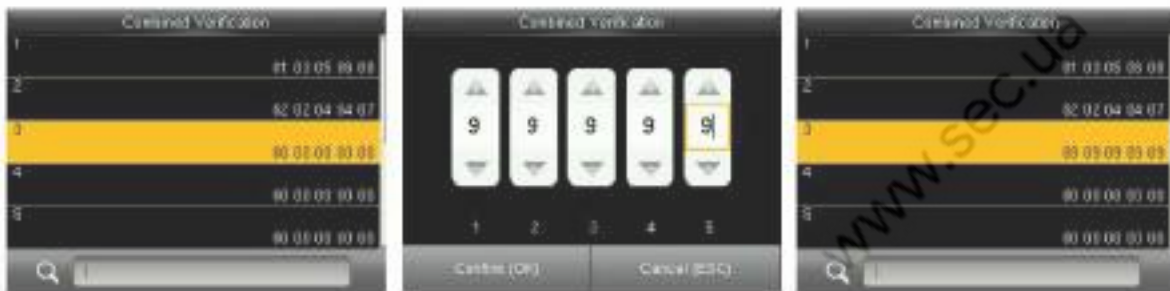 Combined Verification
1
01 03 05 08 00
2
02 02 04 04 07
3
00 00 00 00 00
4
00 00 00 00 00
5
00 00 00 00 00
Combined Verification
9 9 9 9 9
1 2 3 4 5
Confirm (OK) Cancel (ESC)
Combined Verification
1
01 03 05 08 00
2
02 02 04 04 07
3
09 09 09 09 09
4
00 00 00 00 00
5
00 00 00 00 00
www.sec.ua